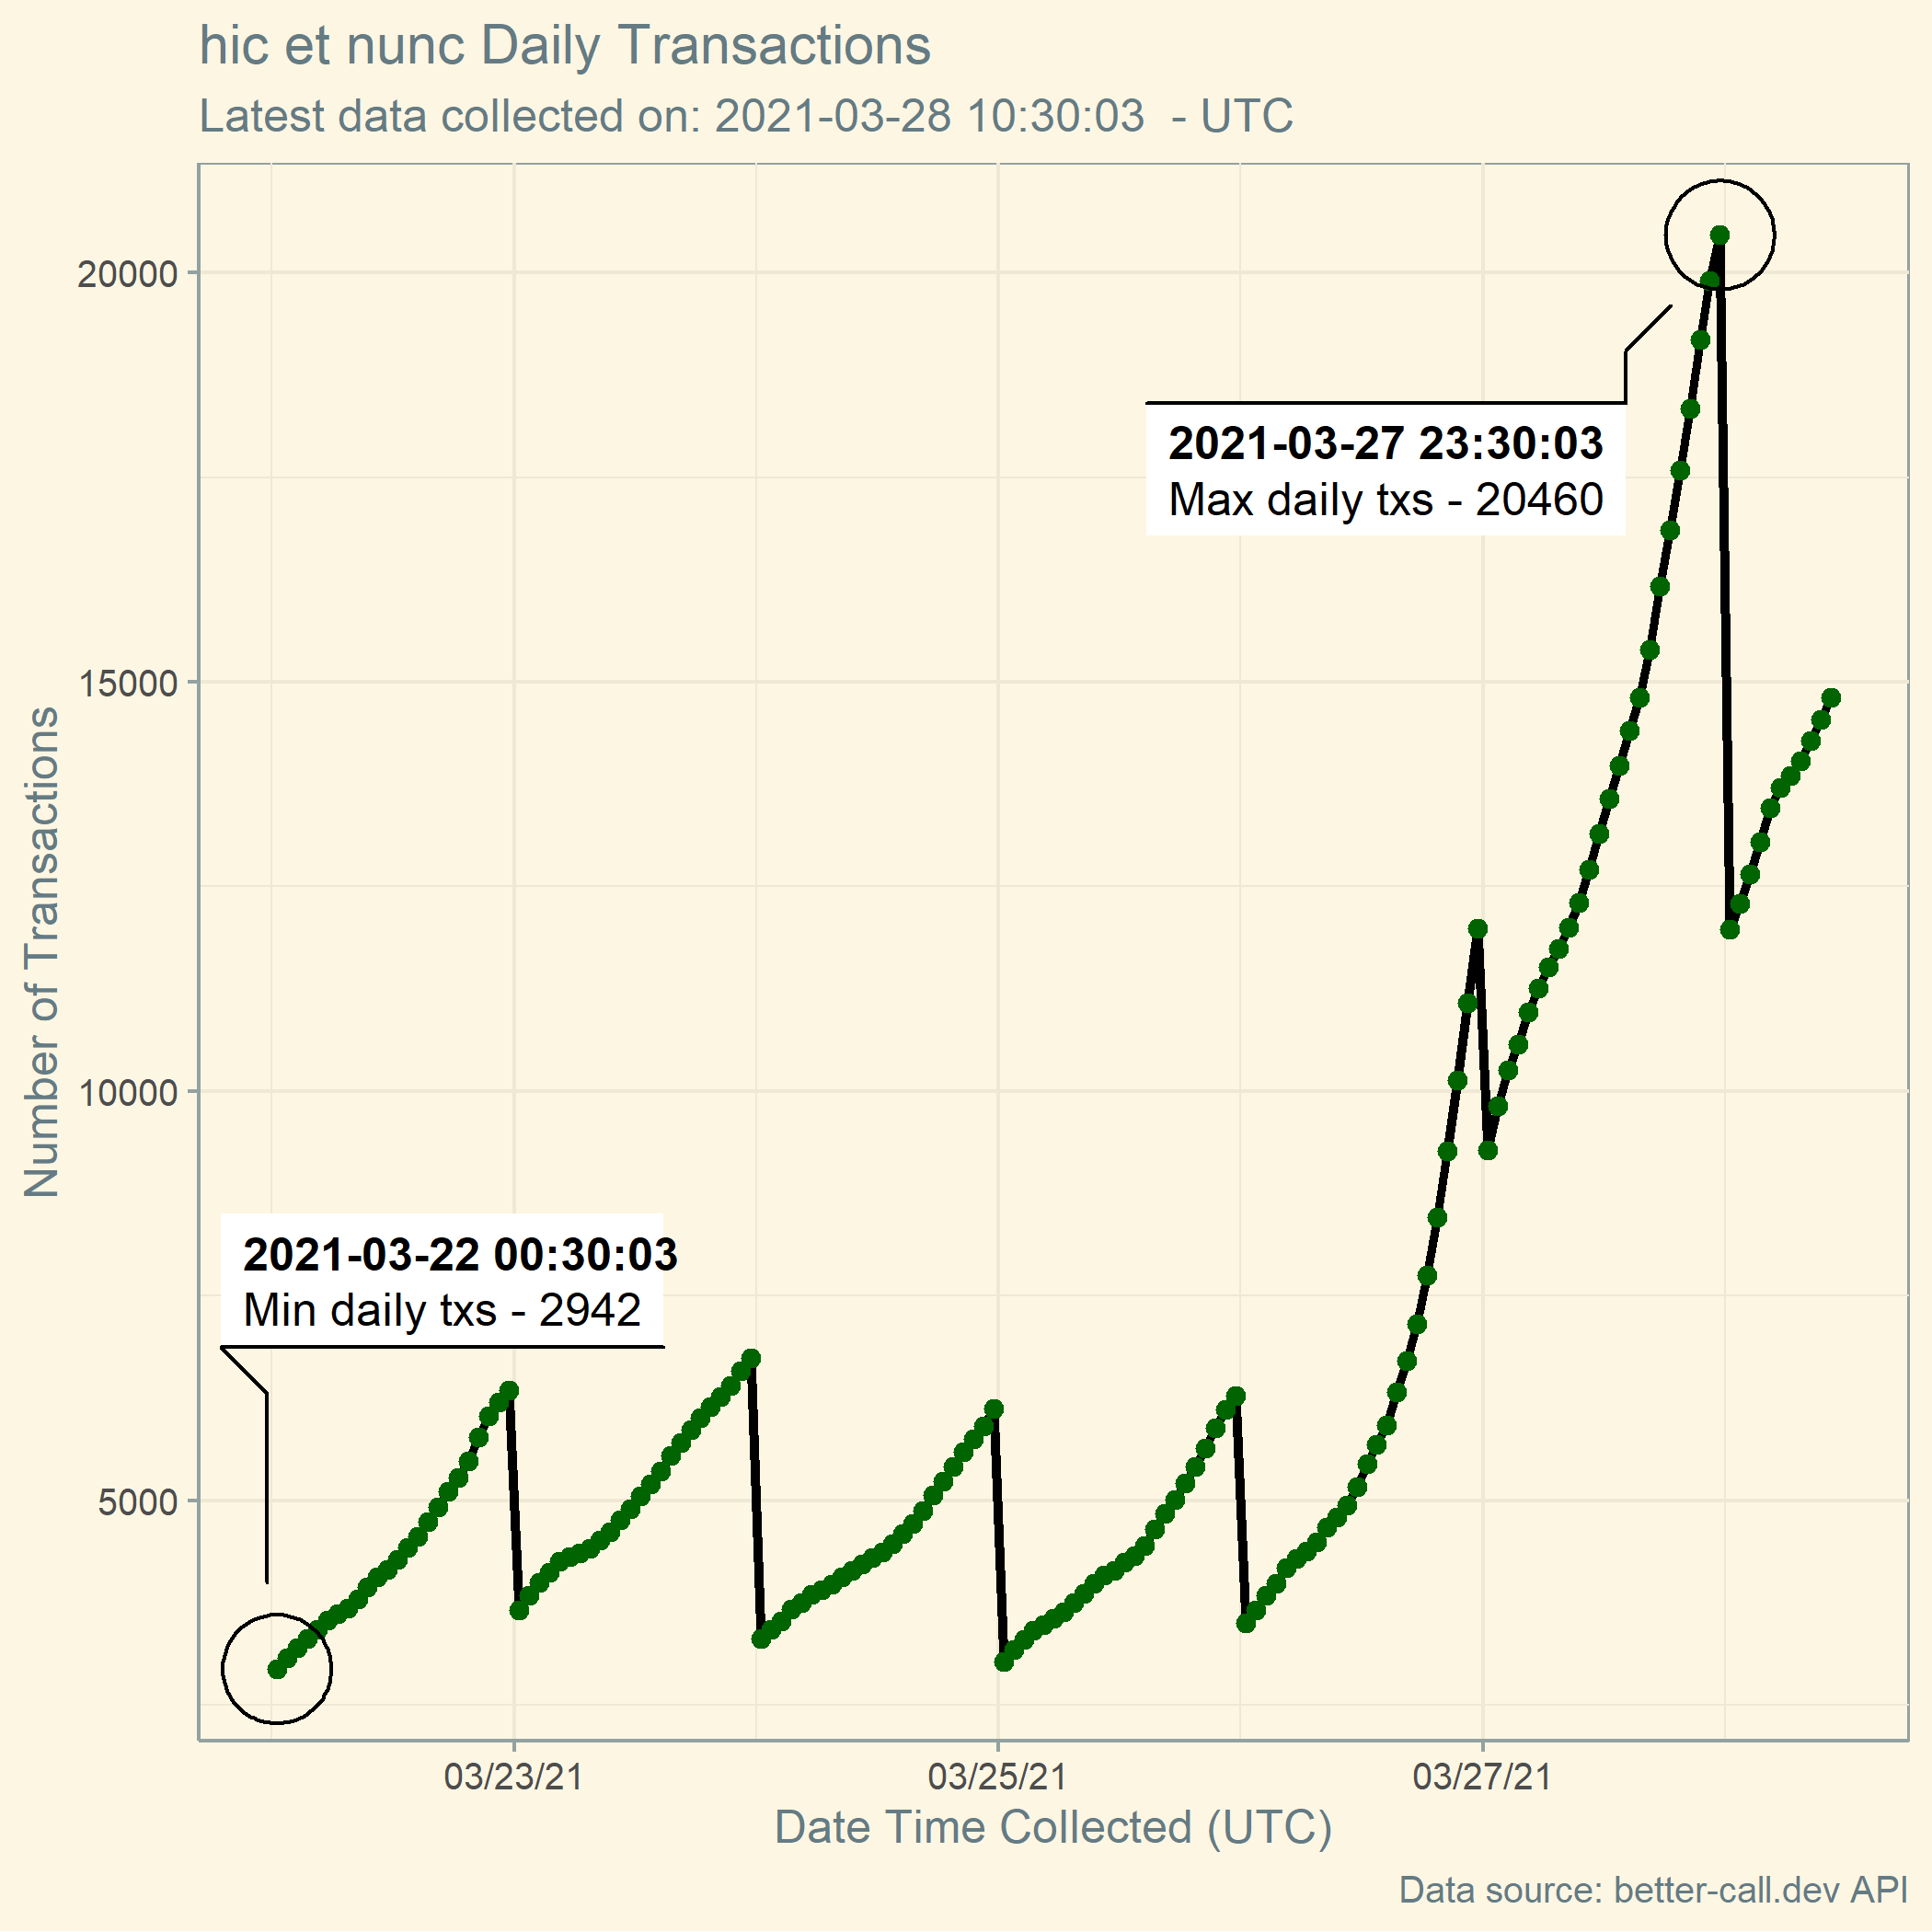 hic et nunc Daily Transactions
Latest data collected on: 2021-03-28 10:30:03  - UTC
Number of Transactions
20000
15000
10000
5000
2021-03-27 23:30:03
Max daily txs - 20460
2021-03-22 00:30:03
Min daily txs - 2942
03/23/21
03/25/21
03/27/21
Date Time Collected (UTC)
Data source: better-call.dev API